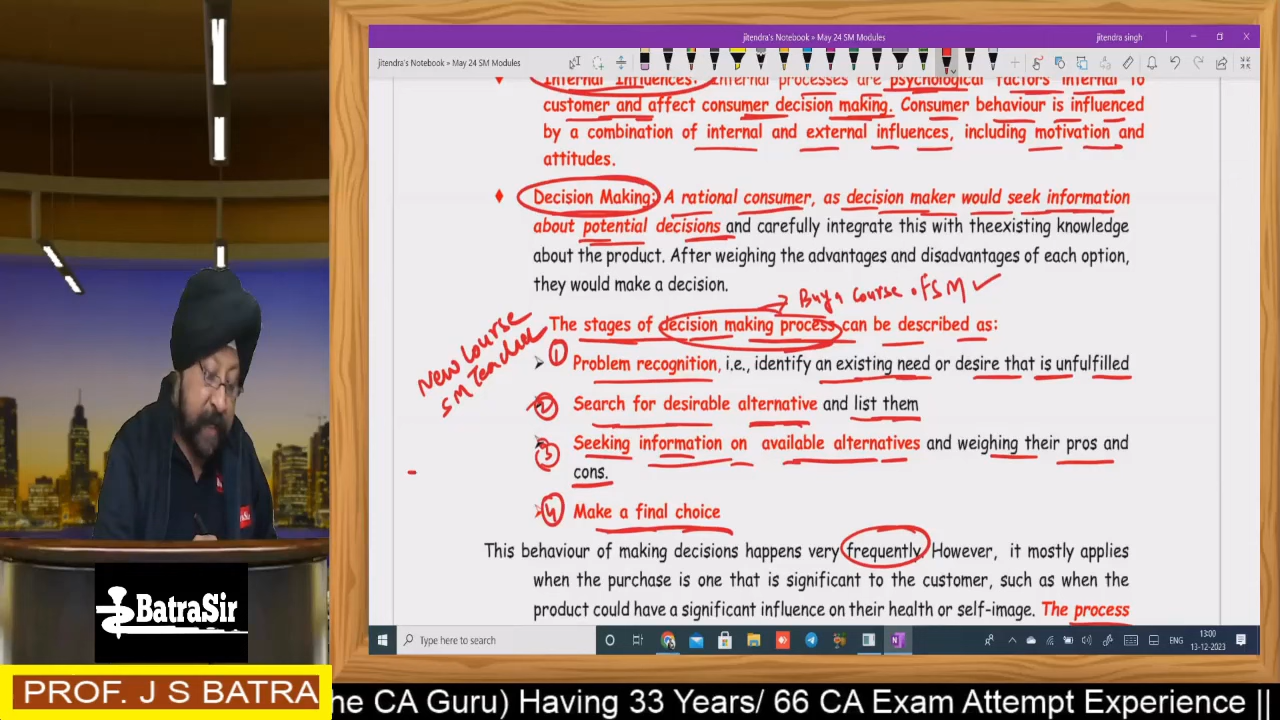 jitendra's Notebook » May 24 SM Modules
jitendra singh
jitendra's Notebook » May 24 SM Modules
Internal Influences: Internal processes are psychological factors internal to
customer and affect consumer decision making. Consumer behaviour is influenced
by a combination of internal and external influences, including motivation and
attitudes.
Decision Making: A rational consumer, as decision maker would seek information
about potential decisions and carefully integrate this with theexisting knowledge
about the product. After weighing the advantages and disadvantages of each option,
they would make a decision.
Buy a Course of SM ✓
The stages of decision making process can be described as:
New Course
SM Teacher
1 Problem recognition, i.e., identify an existing need or desire that is unfulfilled
2 Search for desirable alternative and list them
3 Seeking information on available alternatives and weighing their pros and
cons.
4 Make a final choice
This behaviour of making decisions happens very frequently. However, it mostly applies
when the purchase is one that is significant to the customer, such as when the
product could have a significant influence on their health or self-image. The process
Type here to search
ENG
13:00
13-12-2023
BatraSir
PROF. J S BATRA
he CA Guru) Having 33 Years/ 66 CA Exam Attempt Experience ||